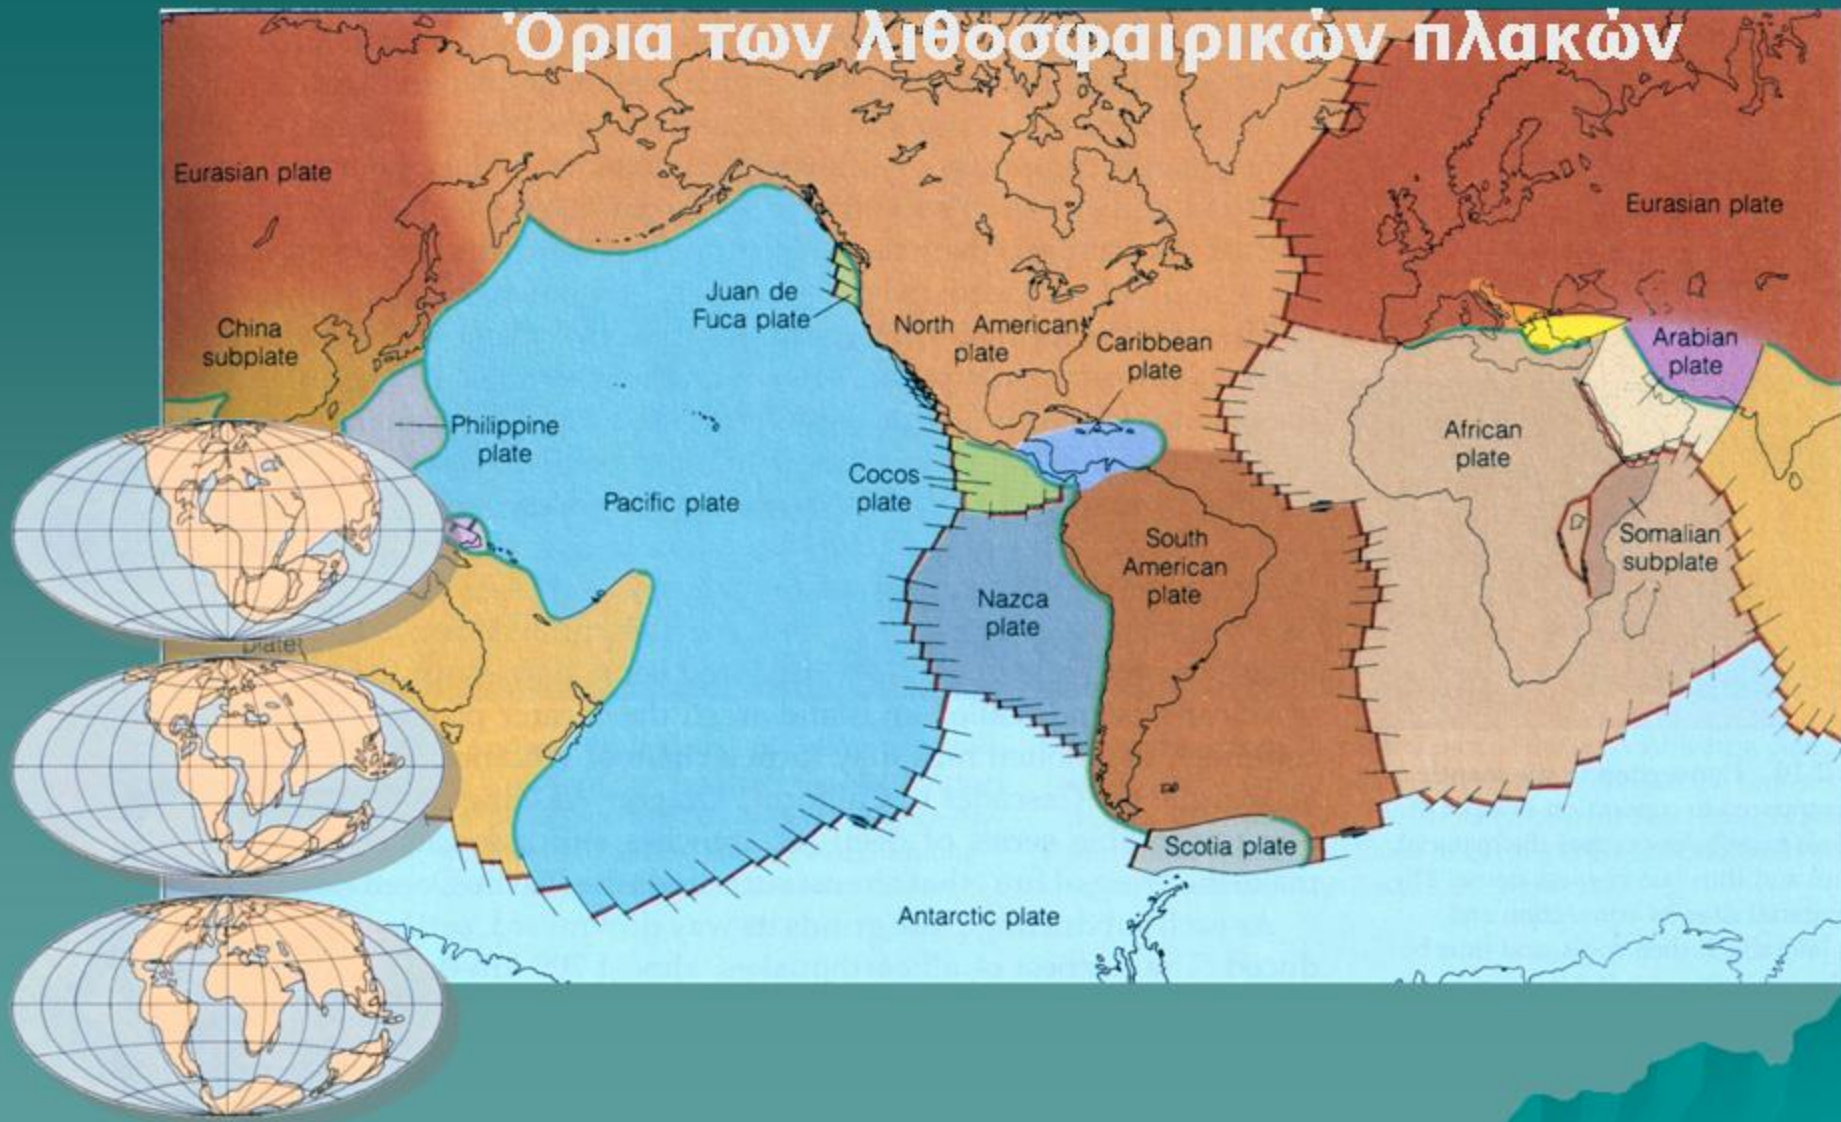 Όρια των λιθοσφαιρικών πλακών
Eurasian plate
Eurasian plate
China
subplate
Juan de
Fuca plate
North American
plate
Caribbean
plate
Arabian
plate
Philippine
plate
Pacific plate
Cocos
plate
African
plate
South
American
plate
Somalian
subplate
Nazca
plate
plate
Scotia plate
Antarctic plate